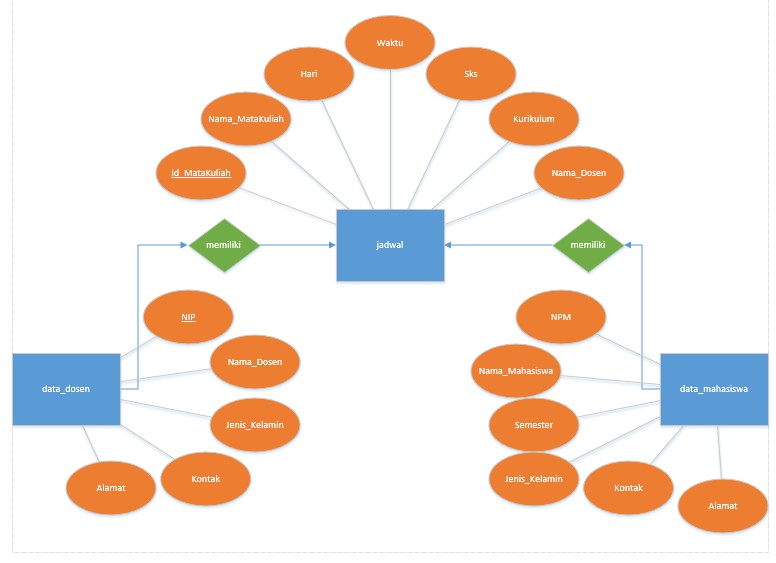 Waktu
Hari
Sks
Nama_MataKuliah
Kurikulum
id_MataKuliah
Nama_Dosen
memiliki
jadwal
memiliki
NIP
NPM
Nama_Dosen
Nama_Mahasiswa
data_dosen
data_mahasiswa
Jenis_Kelamin
Semester
Alamat
Kontak
Jenis_Kelamin
Kontak
Alamat